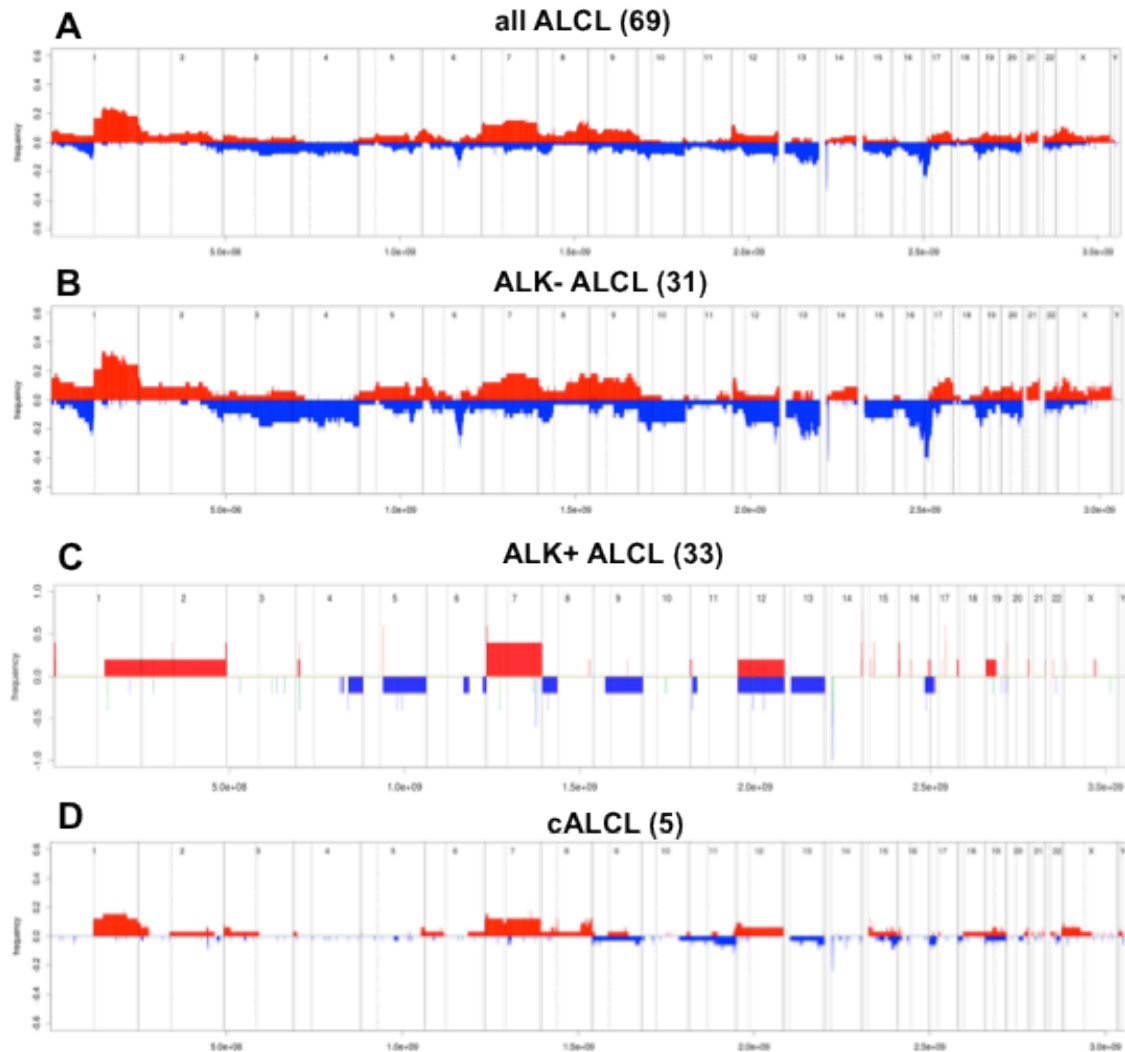 A
all ALCL (69)
1 2 3 4 5 6 7 8 9 10 11 12 13 14 15 16 17 18 19 20 21 22 X Y
0.6
0.4
0.2
0.0
-0.2
-0.4
-0.6
frequency
5.0e+08 1.0e+09 1.5e+09 2.0e+09 2.5e+09 3.0e+09
B
ALK- ALCL (31)
1 2 3 4 5 6 7 8 9 10 11 12 13 14 15 16 17 18 19 20 21 22 X Y
0.6
0.4
0.2
0.0
-0.2
-0.4
-0.6
frequency
5.0e+08 1.0e+09 1.5e+09 2.0e+09 2.5e+09 3.0e+09
C
ALK+ ALCL (33)
1 2 3 4 5 6 7 8 9 10 11 12 13 14 15 16 17 18 19 20 21 22 X Y
1.0
0.5
0.0
-0.5
-1.0
frequency
5.0e+08 1.0e+09 1.5e+09 2.0e+09 2.5e+09 3.0e+09
D
cALCL (5)
1 2 3 4 5 6 7 8 9 10 11 12 13 14 15 16 17 18 19 20 21 22 X Y
0.6
0.4
0.2
0.0
-0.2
-0.4
-0.6
frequency
5.0e+08 1.0e+09 1.5e+09 2.0e+09 2.5e+09 3.0e+09